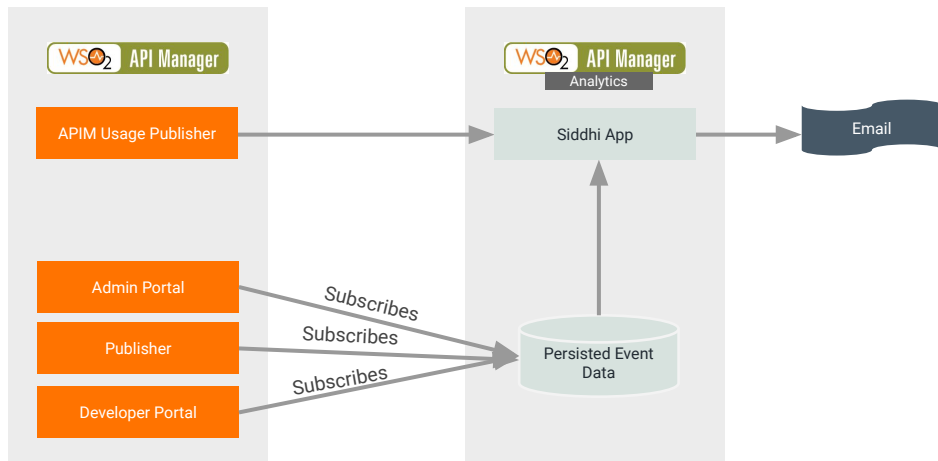 WSO2 API Manager
WSO2 API Manager
Analytics
APIM Usage Publisher
Siddhi App
Email
Admin Portal
Subscribes
Publisher
Subscribes
Persisted Event
Data
Developer Portal
Subscribes